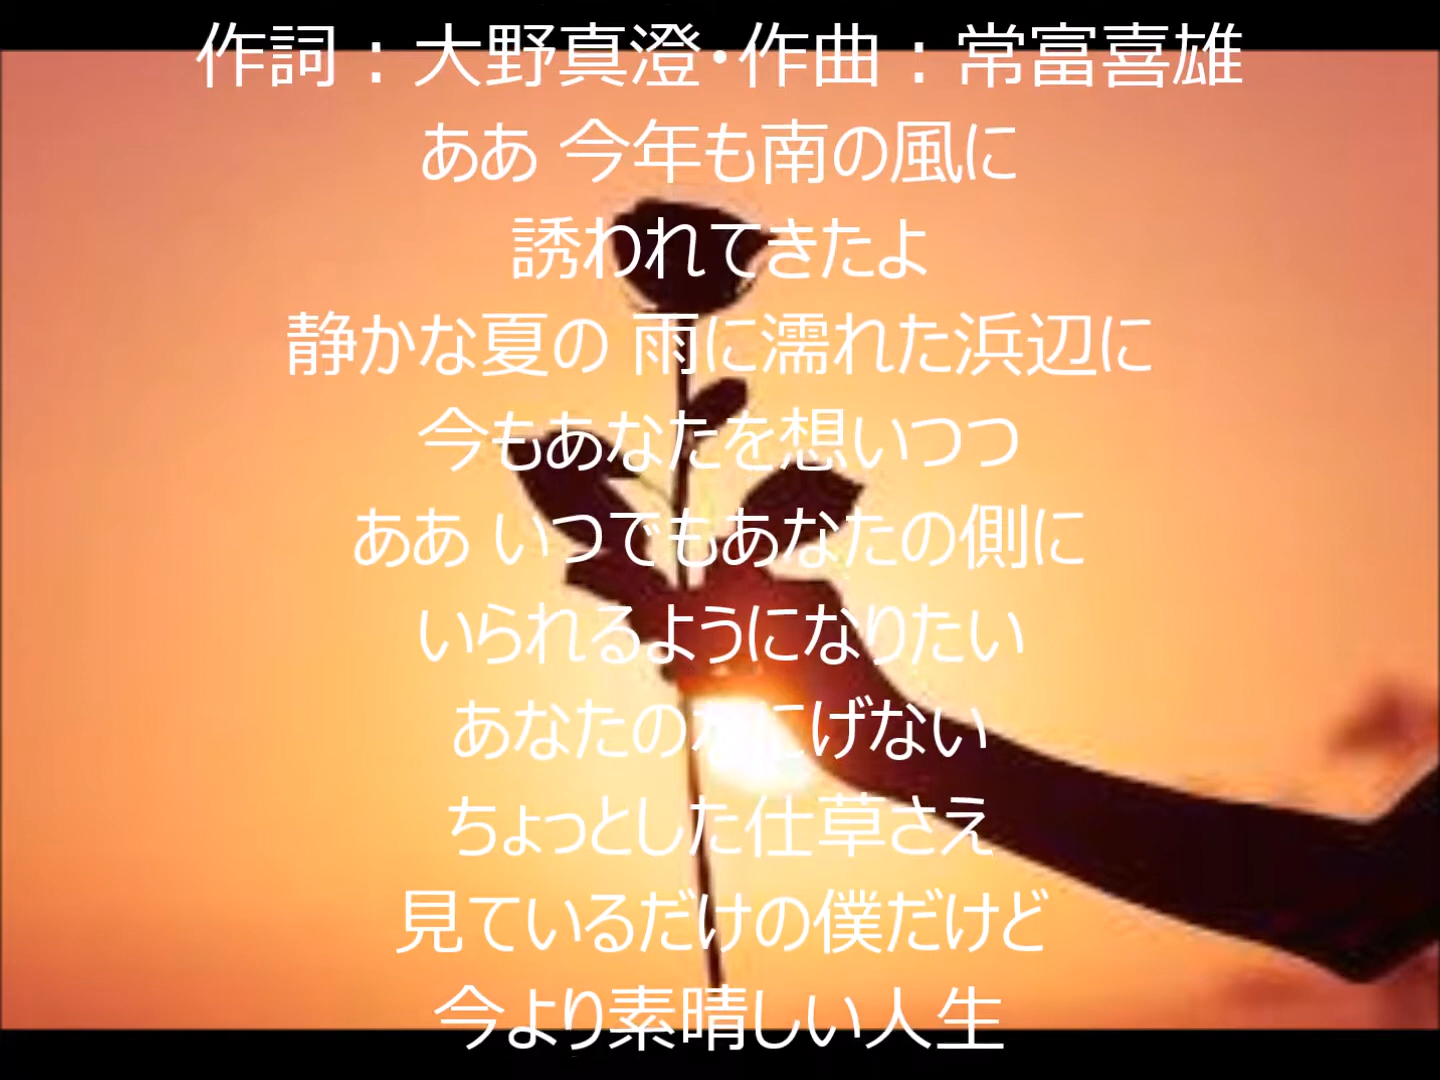 作詞：大野真澄･作曲：常富喜雄
ああ 今年も南の風に
誘われてきたよ
静かな夏の 雨に濡れた浜辺に
今もあなたを想いつつ
ああ いつでもあなたの側に
いられるようになりたい
あなたのなにげない
ちょっとした仕草さえ
見ているだけの僕だけど
今より素晴しい人生